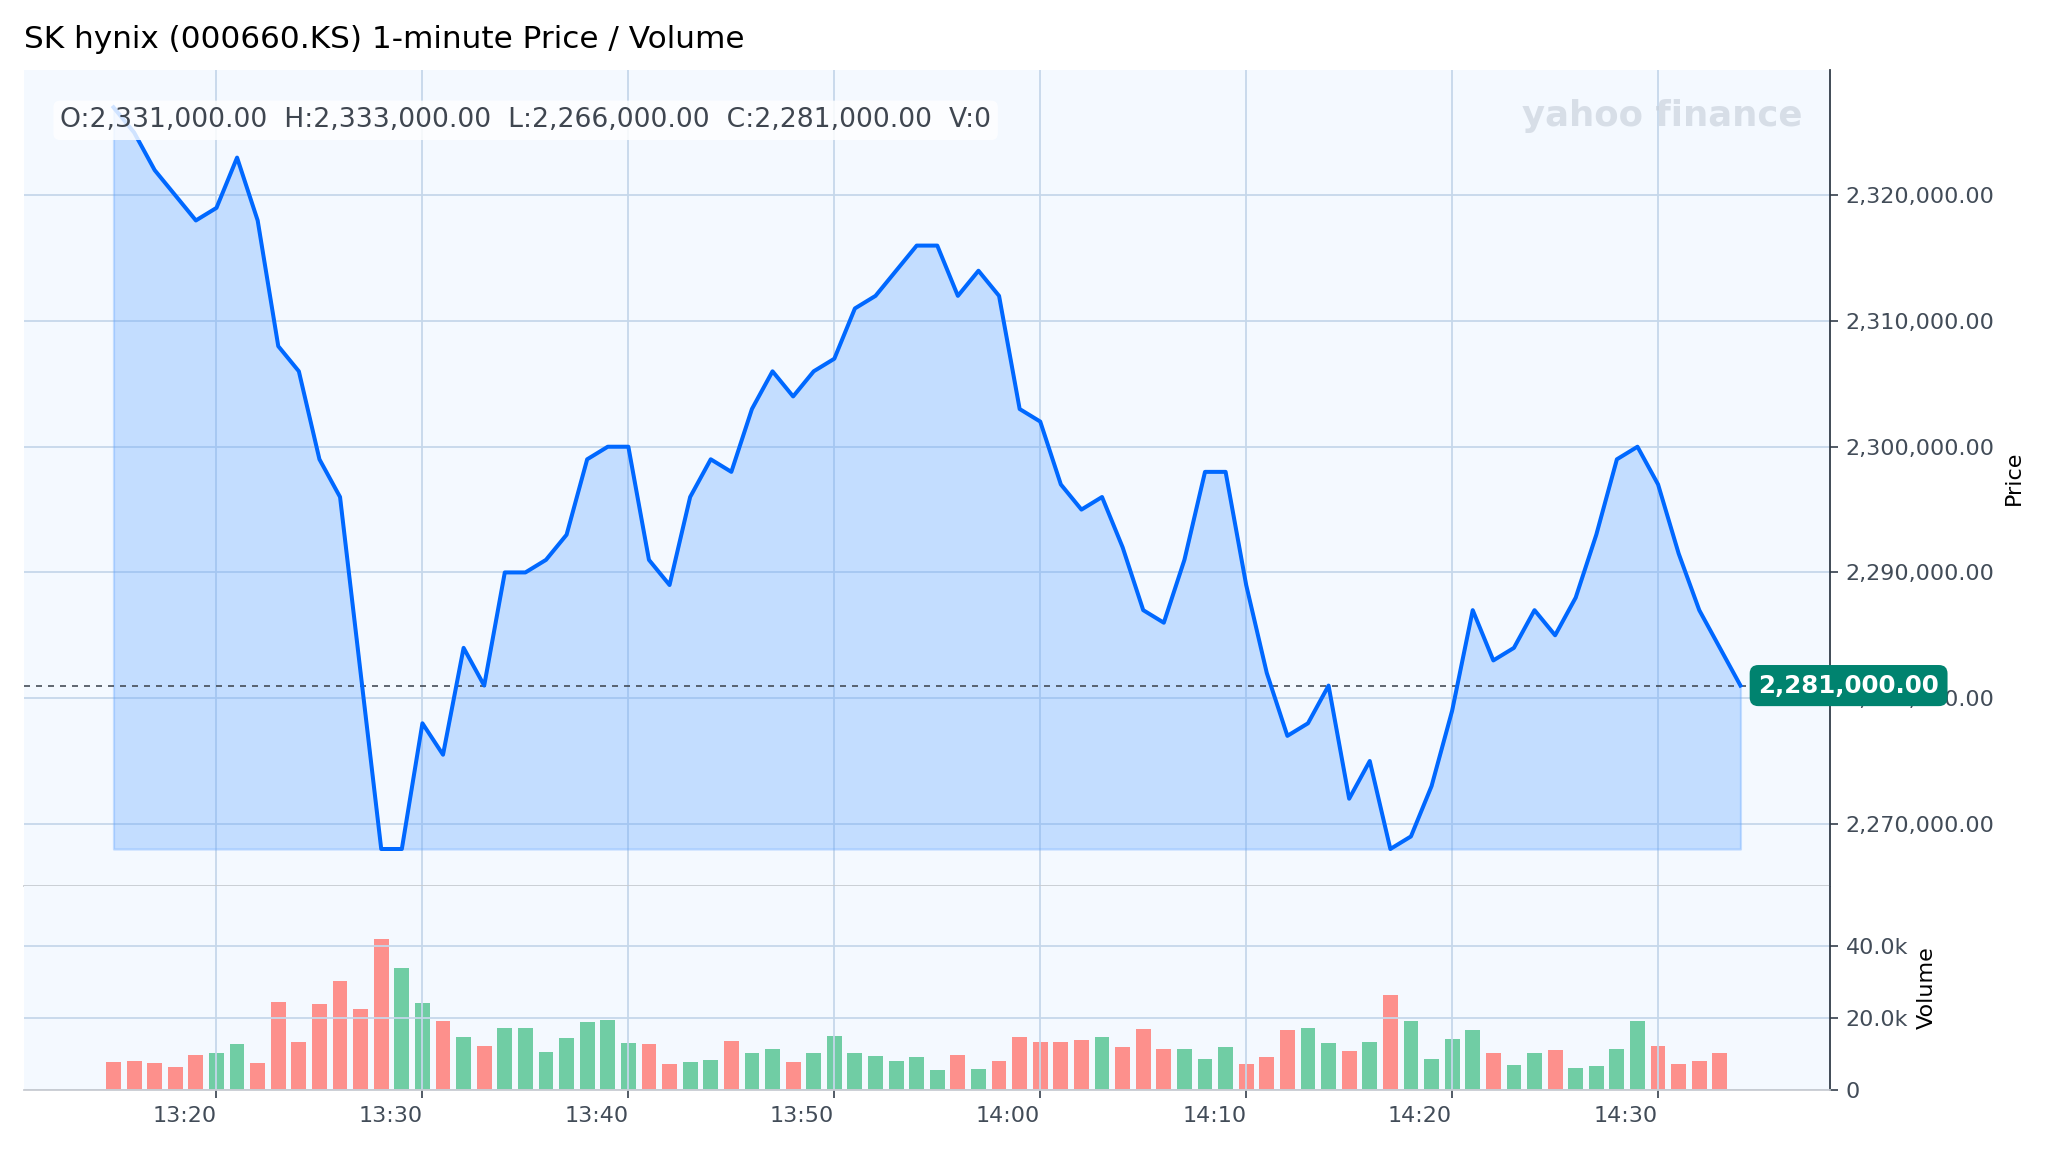 SK hynix (000660.KS) 1-minute Price / Volume
O:2,331,000.00 H:2,333,000.00 L:2,266,000.00 C:2,281,000.00 V:0
yahoo finance
2,320,000.00
2,310,000.00
2,300,000.00
Price
2,290,000.00
2,281,000.00
2,270,000.00
40.0k
Volume
20.0k
0
13:20 13:30 13:40 13:50 14:00 14:10 14:20 14:30